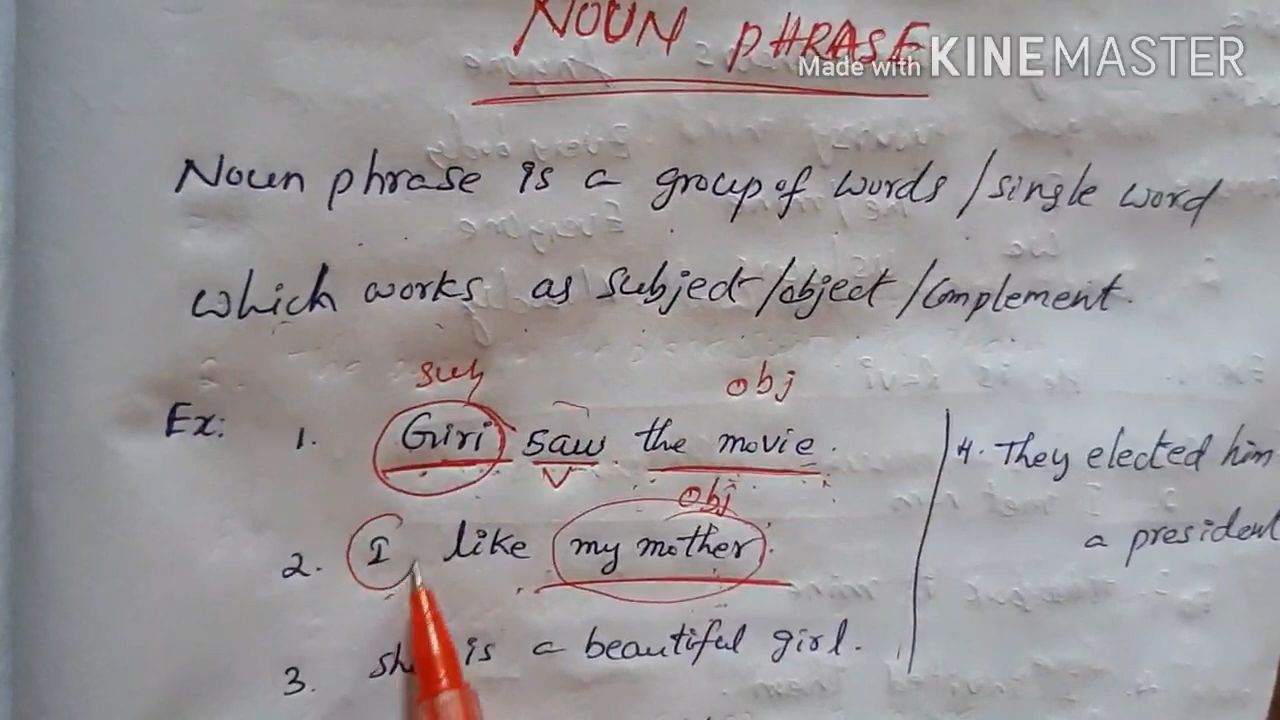 NOUN PHRASE
Made with KINEMASTER
Noun phrase is a group of words / single word
which works as subject / object / complement.
sub obj
Ex: 1. Giri saw the movie.
V
obj
2. I like my mother.
3. she is a beautiful girl.
4. They elected him
a president